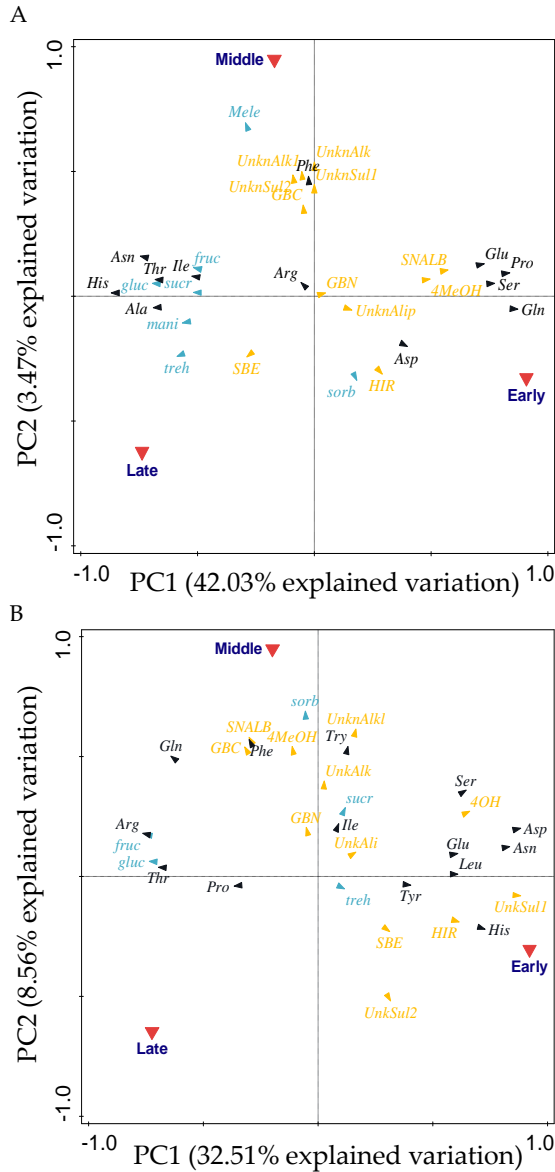 A
1.0
Middle
Mele
UnknAlk1 UnknAlk
Phe
UnknSul2 UnknSul1
GBC
Asn fruc SNALB Glu Pro
Thr Ile
His gluc sucr Arg GBN 4MeOH Ser
Ala UnknAlip Gln
mani
treh SBE Asp
sorb HIR
Early
Late
-1.0
PC2 (3.47% explained variation)
-1.0 1.0
PC1 (42.03% explained variation)
B
1.0
Middle
sorb
SNALB UnknAlkl
Gln GBC Phe 4MeOH Try
UnkAlk Ser
sucr 4OH
Arg GBN Ile Asp
fruc UnkAli Glu Asn
gluc Leu
Thr Pro
treh Tyr UnkSul1
SBE HIR His
Early
UnkSul2
Late
-1.0
PC2 (8.56% explained variation)
-1.0 1.0
PC1 (32.51% explained variation)